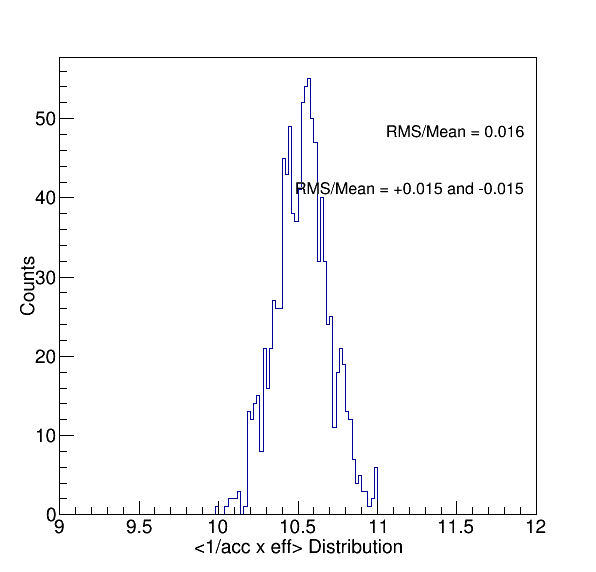 RMS/Mean = 0.016
RMS/Mean = +0.015 and -0.015
Counts
50
40
30
20
10
0
9 9.5 10 10.5 11 11.5 12
<1/acc x eff> Distribution